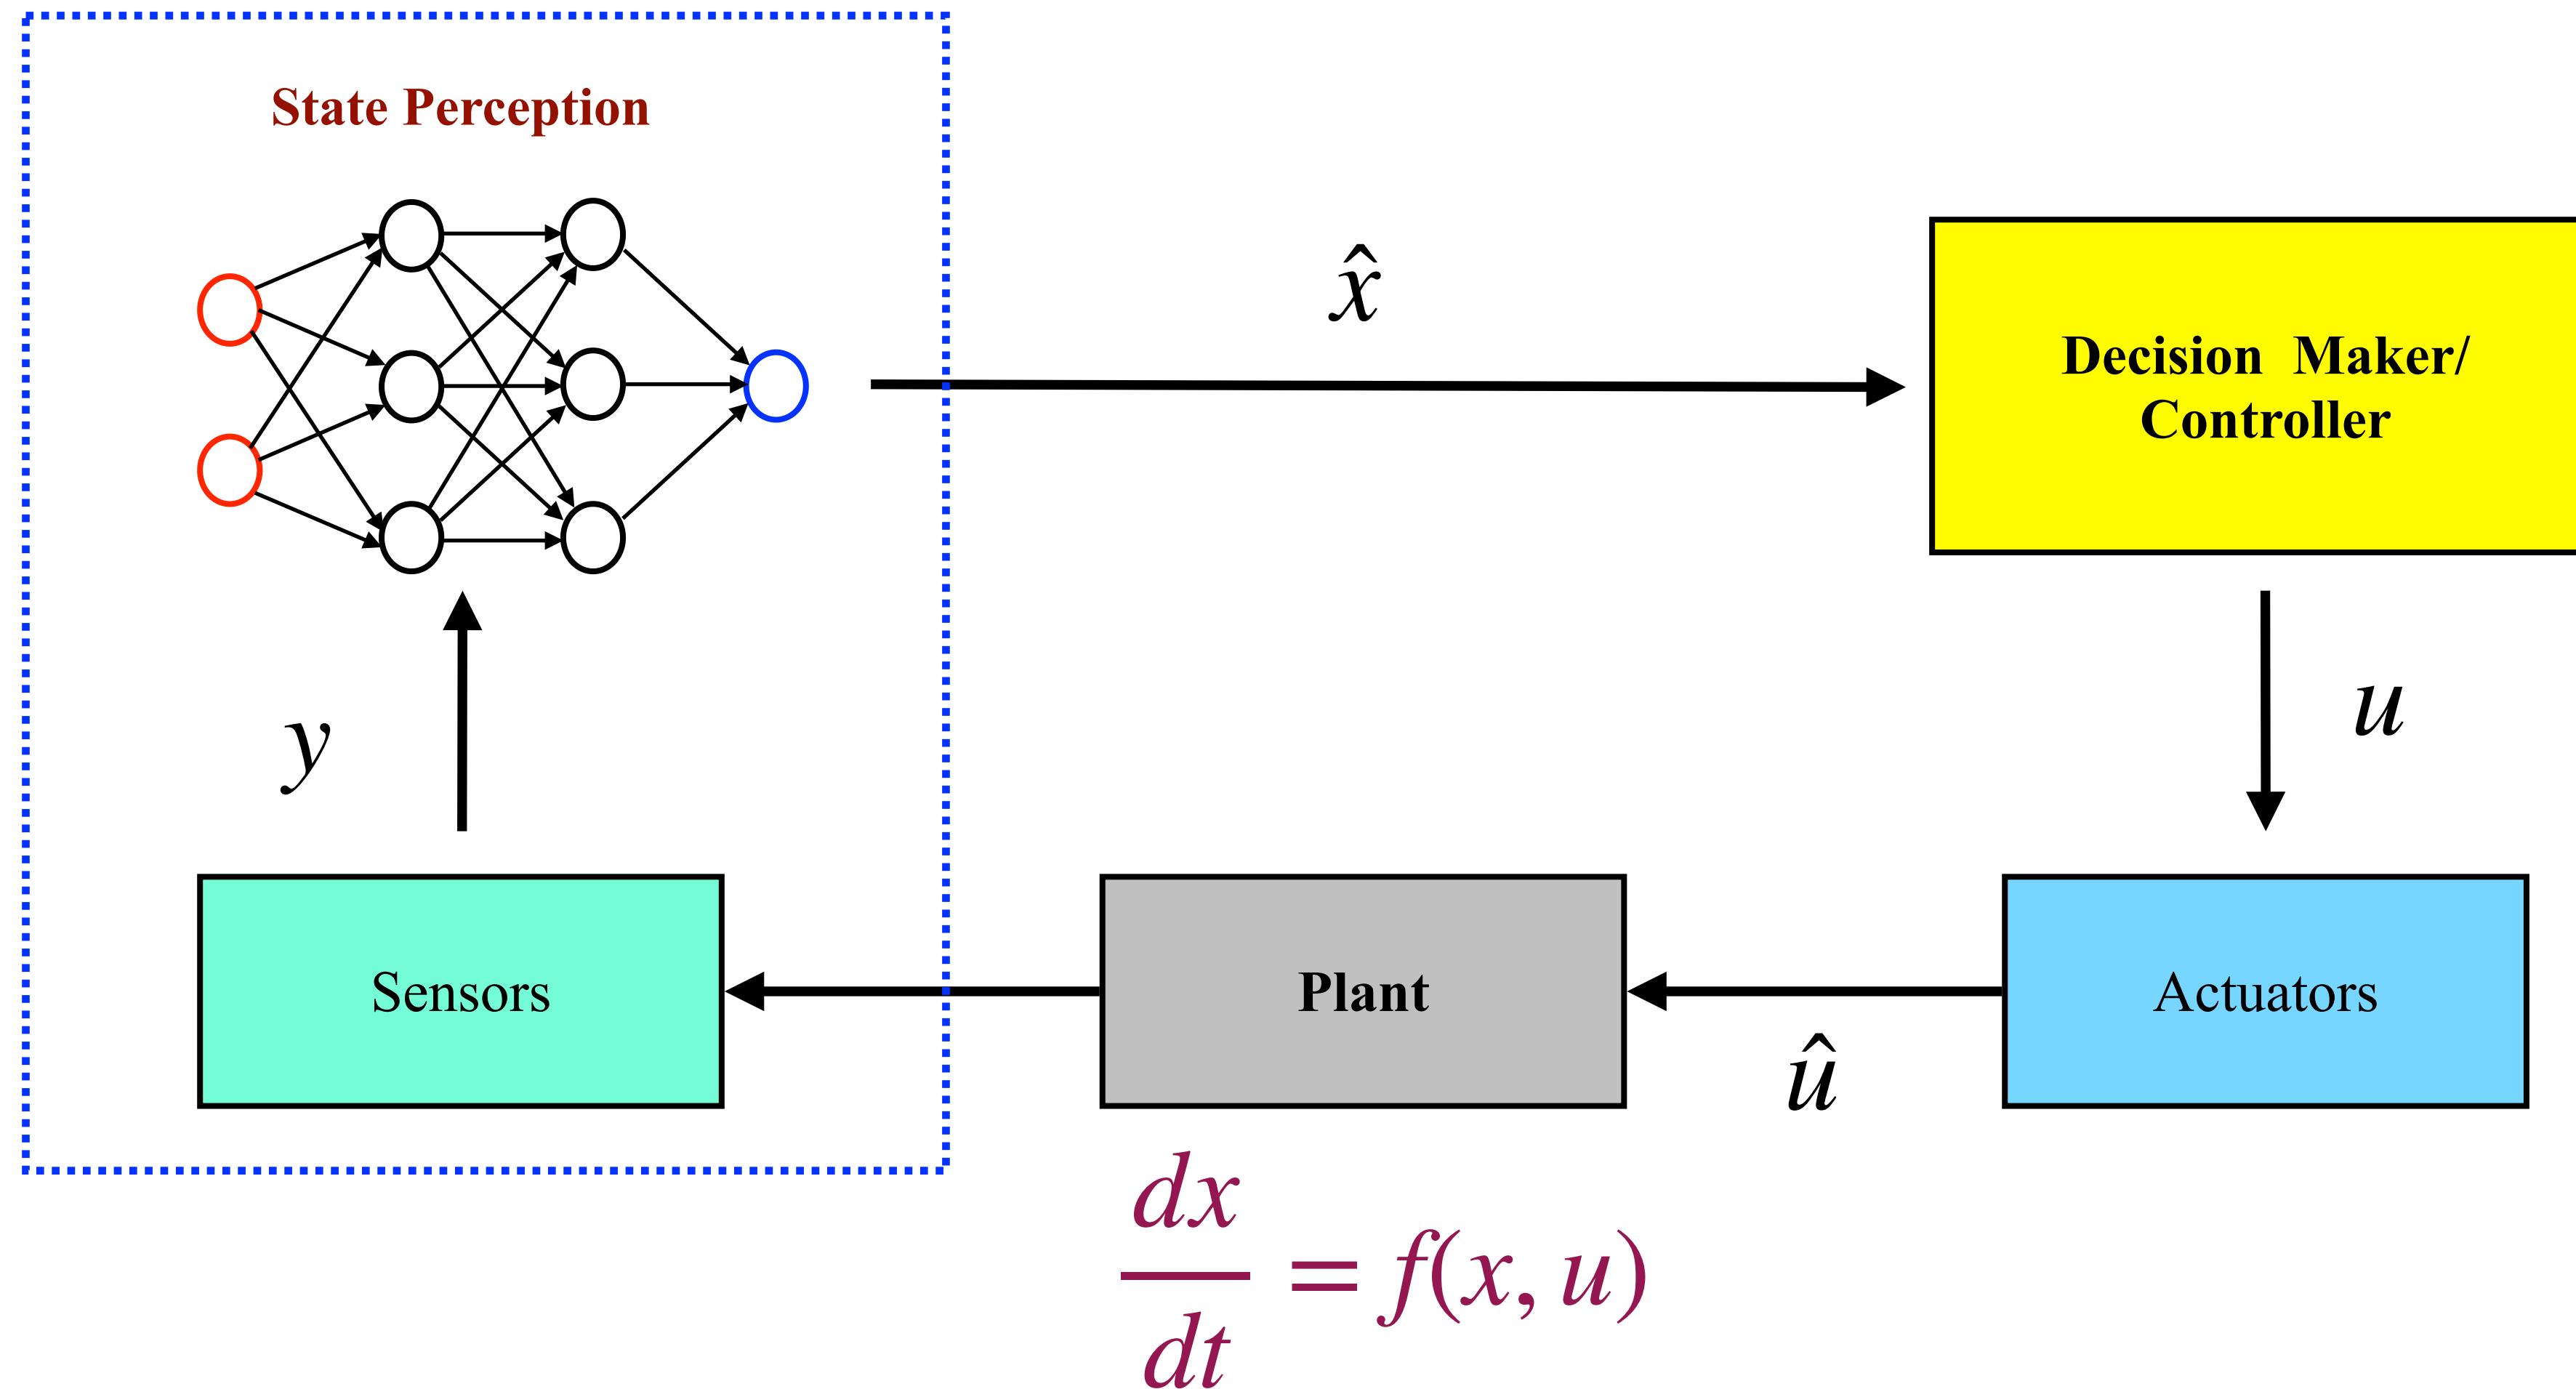 State Perception
x̂
Decision Maker/
Controller
y
u
Sensors
Plant
Actuators
û
dx/dt = f(x, u)